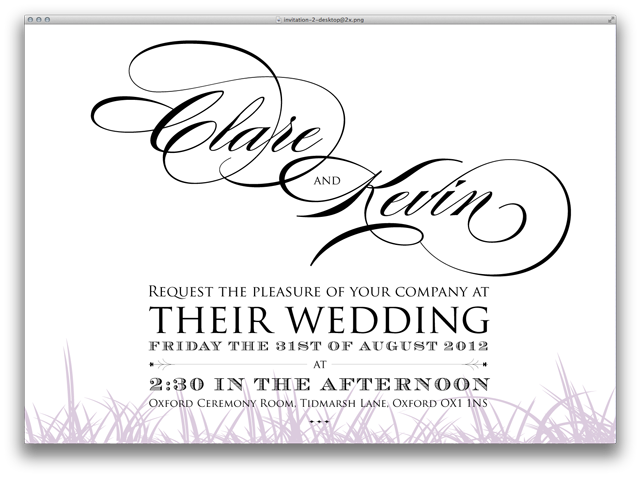 invitation-2-desktop@2x.png
Clare
AND
Kevin
REQUEST THE PLEASURE OF YOUR COMPANY AT
THEIR WEDDING
FRIDAY THE 31ST OF AUGUST 2012
AT
2:30 IN THE AFTERNOON
OXFORD CEREMONY ROOM, TIDMARSH LANE, OXFORD OX1 1NS